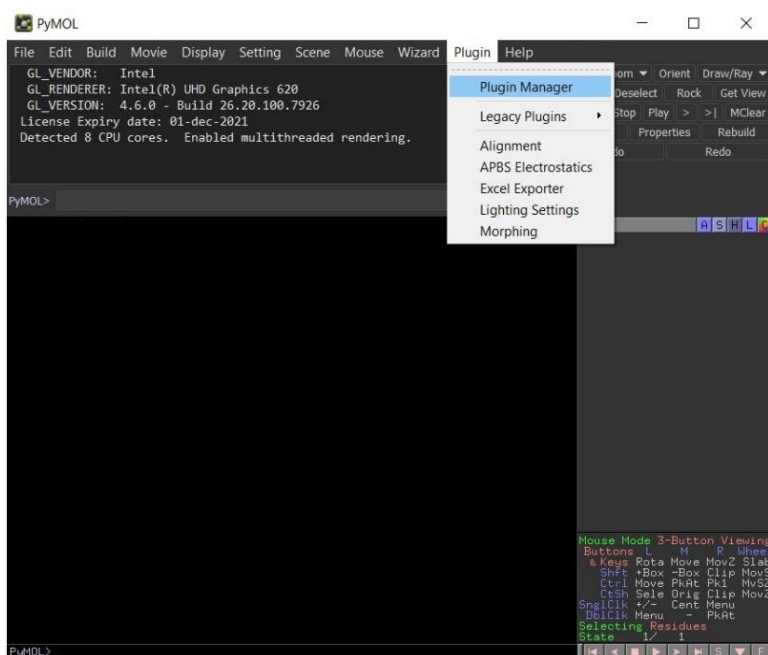 PyMOL
File Edit Build Movie Display Setting Scene Mouse Wizard Plugin Help
GL_VENDOR: Intel
GL_RENDERER: Intel(R) UHD Graphics 620
GL_VERSION: 4.6.0 - Build 26.20.100.7926
License Expiry date: 01-dec-2021
Detected 8 CPU cores. Enabled multithreaded rendering.
Plugin Manager
Legacy Plugins
Alignment
APBS Electrostatics
Excel Exporter
Lighting Settings
Morphing
Orient Draw/Ray
Deselect Rock Get View
Stop Play > >| MClear
Properties Rebuild
Redo
PyMOL>
A S H L C
Mouse Mode 3-Button Viewing
Buttons L M R Wheel
& Keys Rota Move MovZ Slab
Shft +Box -Box Clip MovS
Ctrl Move PkAt Pk1 MvSZ
CtSh Sele Orig Clip MovZ
SnglClk +/- Cent Menu
DblClk Menu - PkAt
Selecting Residues
State 1/ 1
PyMOL>
S F